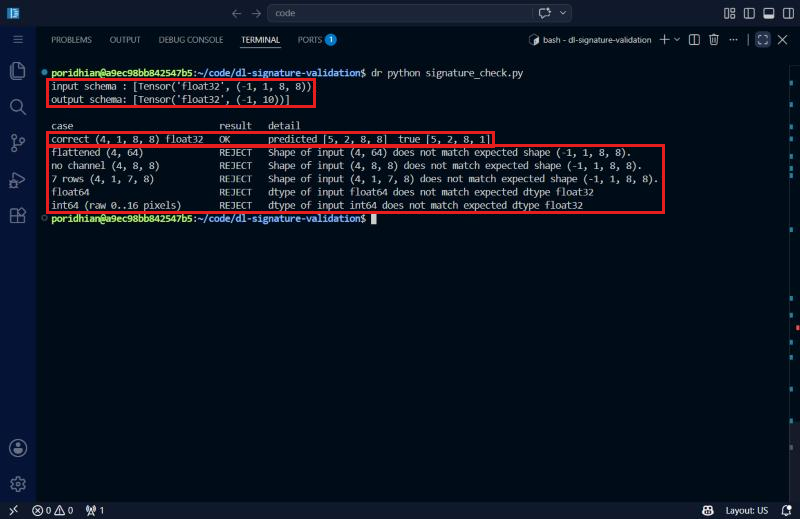 code
PROBLEMS OUTPUT DEBUG CONSOLE TERMINAL PORTS 1
bash - dl-signature-validation
poridhian@a9ec98bb842547b5:~/code/dl-signature-validation$ dr python signature_check.py
input schema : [Tensor('float32', (-1, 1, 8, 8))]
output schema: [Tensor('float32', (-1, 10))]
case result detail
correct (4, 1, 8, 8) float32 OK predicted [5, 2, 8, 8] true [5, 2, 8, 1]
flattened (4, 64) REJECT Shape of input (4, 64) does not match expected shape (-1, 1, 8, 8).
no channel (4, 8, 8) REJECT Shape of input (4, 8, 8) does not match expected shape (-1, 1, 8, 8).
7 rows (4, 1, 7, 8) REJECT Shape of input (4, 1, 7, 8) does not match expected shape (-1, 1, 8, 8).
float64 REJECT dtype of input float64 does not match expected dtype float32
int64 (raw 0..16 pixels) REJECT dtype of input int64 does not match expected dtype float32
poridhian@a9ec98bb842547b5:~/code/dl-signature-validation$
0 0 1 Layout: US